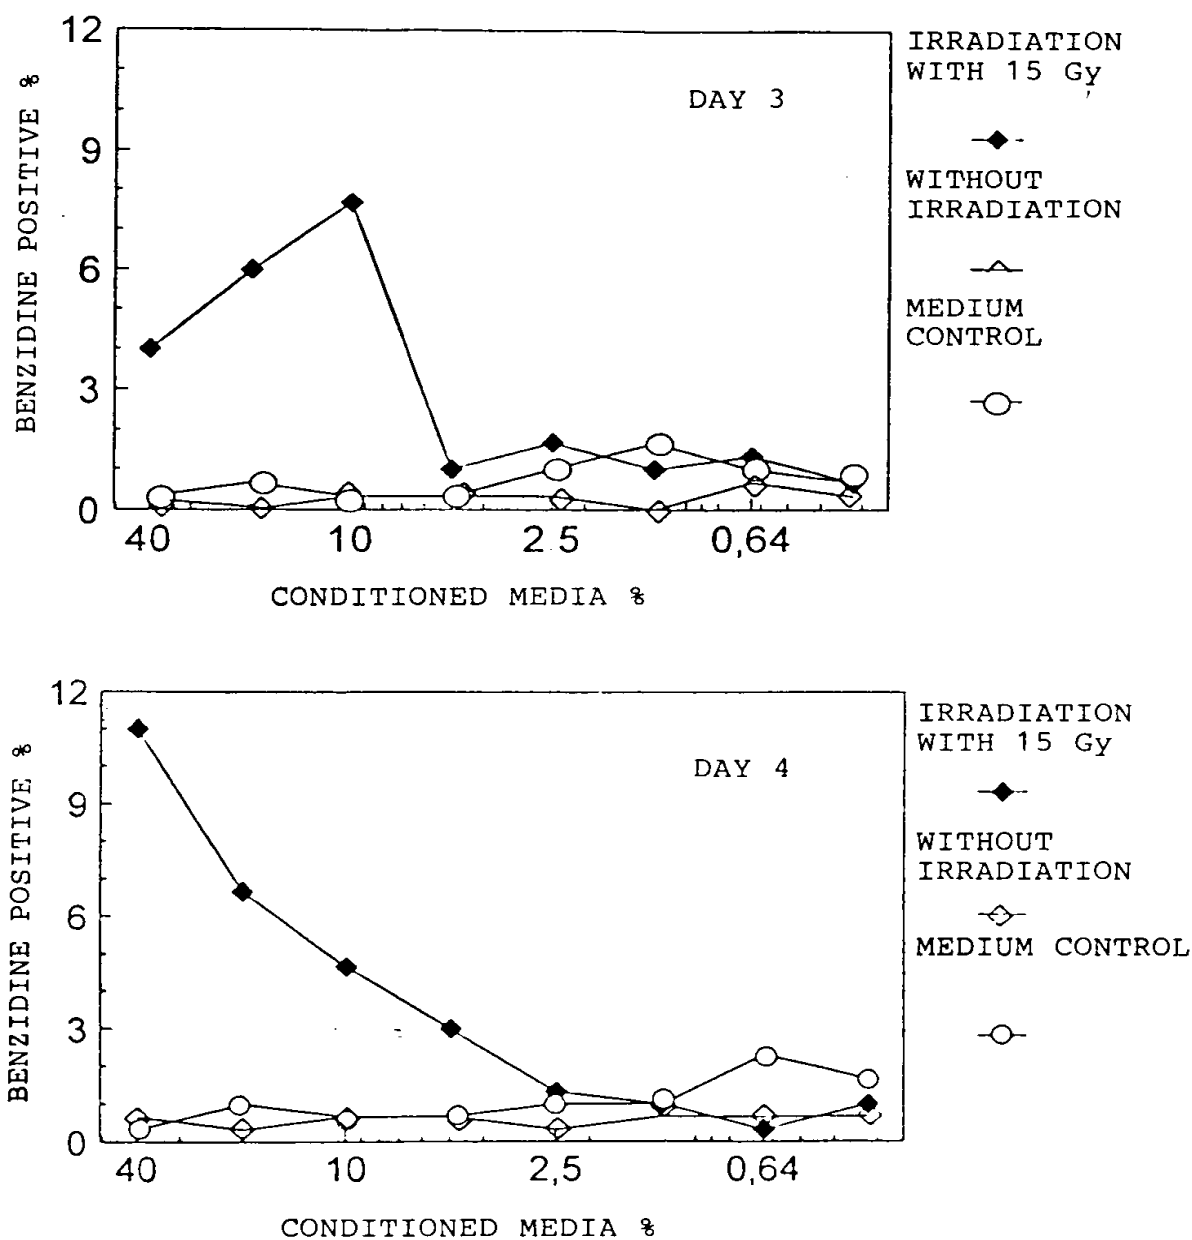 12
9
6
3
0
BENZIDINE POSITIVE %
DAY 3
40 10 2.5 0,64
CONDITIONED MEDIA %
IRRADIATION
WITH 15 Gy
WITHOUT
IRRADIATION
MEDIUM
CONTROL
12
9
6
3
0
BENZIDINE POSITIVE %
DAY 4
40 10 2,5 0,64
CONDITIONED MEDIA %
IRRADIATION
WITH 15 Gy
WITHOUT
IRRADIATION
MEDIUM CONTROL